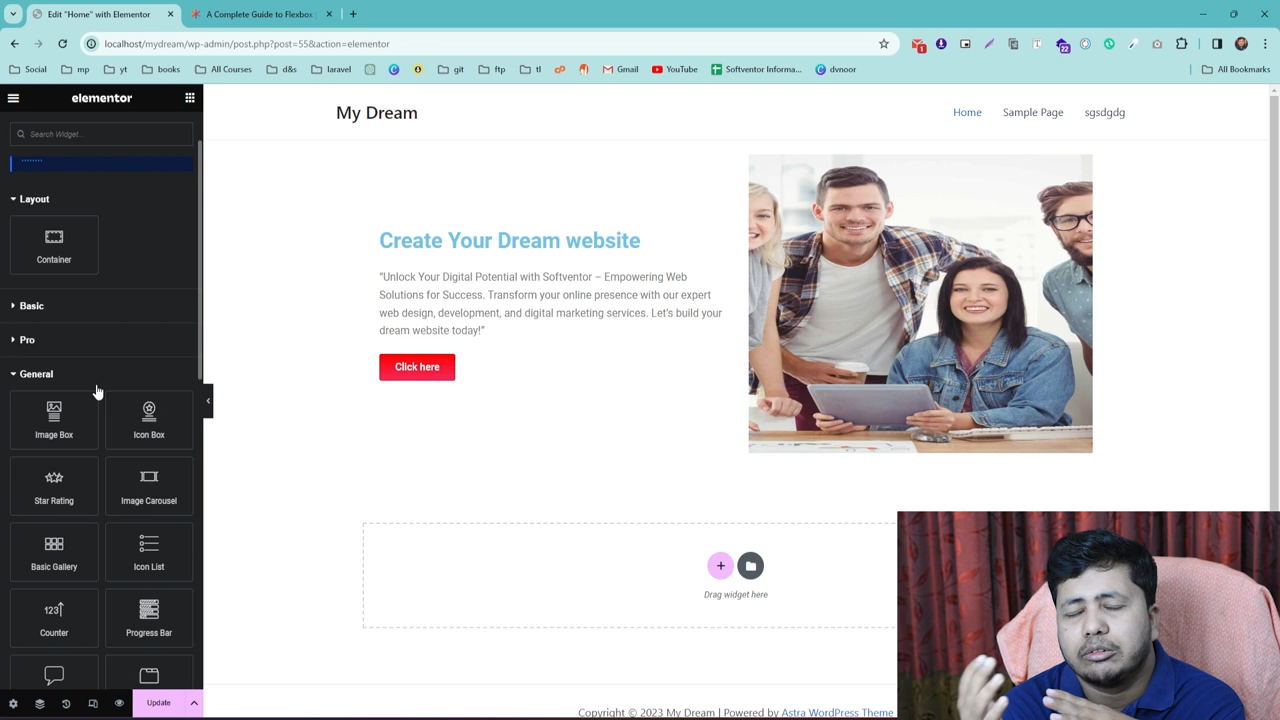 Edit "Home" with Elementor
A Complete Guide to Flexbox
localhost/mydream/wp-admin/post.php?post=55&action=elementor
Social
mp
yt
books
All Courses
d&s
laravel
git
ftp
tl
Gmail
YouTube
Softventor Informa...
dvnoor
All Bookmarks
elementor
Search Widget...
Layout
Container
Basic
Pro
General
Image Box
Icon Box
Star Rating
Image Carousel
Basic Gallery
Icon List
Counter
Progress Bar
Update
My Dream
Home
Sample Page
sgsdgdg
Create Your Dream website
“Unlock Your Digital Potential with Softventor – Empowering Web
Solutions for Success. Transform your online presence with our expert
web design, development, and digital marketing services. Let’s build your
dream website today!”
Click here
Drag widget here
Copyright © 2023 My Dream | Powered by Astra WordPress Theme